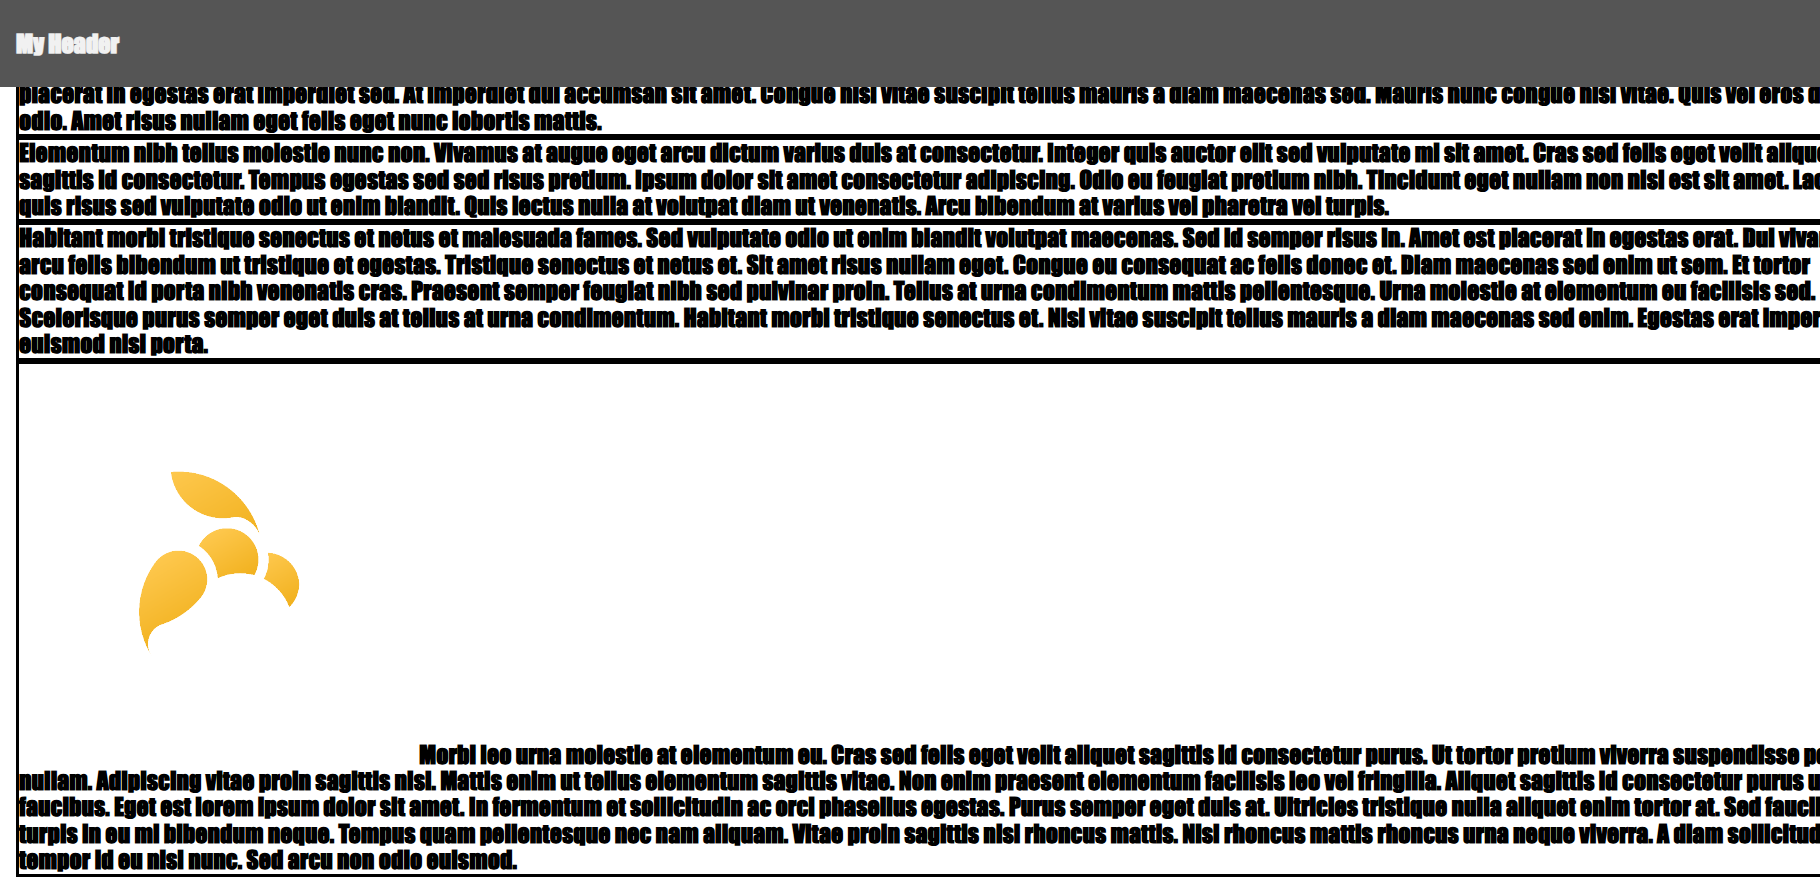 My Header
placerat in egestas erat imperdiet sed. At imperdiet dui accumsan sit amet. Congue nisi vitae suscipit tellus mauris a diam maecenas sed. Mauris nunc congue nisi vitae. Quis vel eros d
odio. Amet risus nullam eget felis eget nunc lobortis mattis.
Elementum nibh tellus molestie nunc non. Vivamus at augue eget arcu dictum varius duis at consectetur. Integer quis auctor elit sed vulputate mi sit amet. Cras sed felis eget velit alique
sagittis id consectetur. Tempus egestas sed sed risus pretium. Ipsum dolor sit amet consectetur adipiscing. Odio eu feugiat pretium nibh. Tincidunt eget nullam non nisi est sit amet. Lac
quis risus sed vulputate odio ut enim blandit. Quis lectus nulla at volutpat diam ut venenatis. Arcu bibendum at varius vel pharetra vel turpis.
Habitant morbi tristique senectus et netus et malesuada fames. Sed vulputate odio ut enim blandit volutpat maecenas. Sed id semper risus in. Amet est placerat in egestas erat. Dui viva
arcu felis bibendum ut tristique et egestas. Tristique senectus et netus et. Sit amet risus nullam eget. Congue eu consequat ac felis donec et. Diam maecenas sed enim ut sem. Et tortor
consequat id porta nibh venenatis cras. Praesent semper feugiat nibh sed pulvinar proin. Tellus at urna condimentum mattis pellentesque. Urna molestie at elementum eu facilisis sed.
Scelerisque purus semper eget duis at tellus at urna condimentum. Habitant morbi tristique senectus et. Nisi vitae suscipit tellus mauris a diam maecenas sed enim. Egestas erat imper
euismod nisi porta.
Morbi leo urna molestie at elementum eu. Cras sed felis eget velit aliquet sagittis id consectetur purus. Ut tortor pretium viverra suspendisse po
nullam. Adipiscing vitae proin sagittis nisl. Mattis enim ut tellus elementum sagittis vitae. Non enim praesent elementum facilisis leo vel fringilla. Aliquet sagittis id consectetur purus u
faucibus. Eget est lorem ipsum dolor sit amet. In fermentum et sollicitudin ac orci phasellus egestas. Purus semper eget duis at. Ultricies tristique nulla aliquet enim tortor at. Sed fauci
turpis in eu mi bibendum neque. Tempus quam pellentesque nec nam aliquam. Vitae proin sagittis nisl rhoncus mattis. Nisl rhoncus mattis rhoncus urna neque viverra. A diam sollicitud
tempor id eu nisl nunc. Sed arcu non odio euismod.